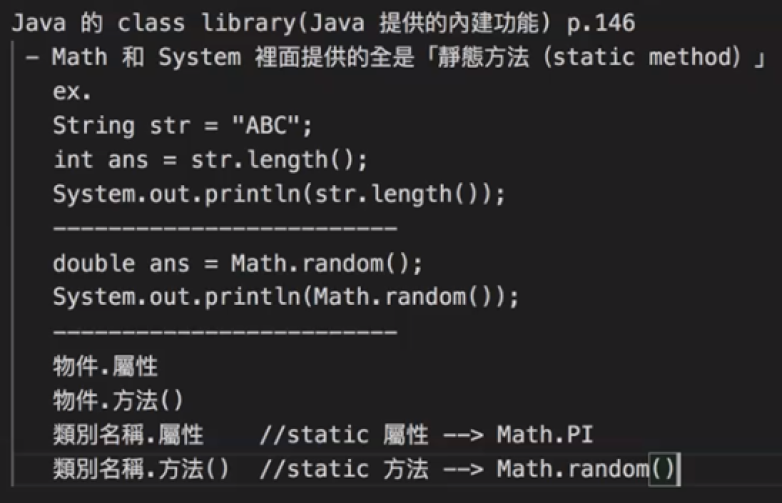 Java 的 class library(Java 提供的內建功能) p.146
- Math 和 System 裡面提供的全是「靜態方法（static method）」
ex.
String str = "ABC";
int ans = str.length();
System.out.println(str.length());
-------------------------
double ans = Math.random();
System.out.println(Math.random());
-------------------------
物件.屬性
物件.方法()
類別名稱.屬性    //static 屬性 --> Math.PI
類別名稱.方法()  //static 方法 --> Math.random()